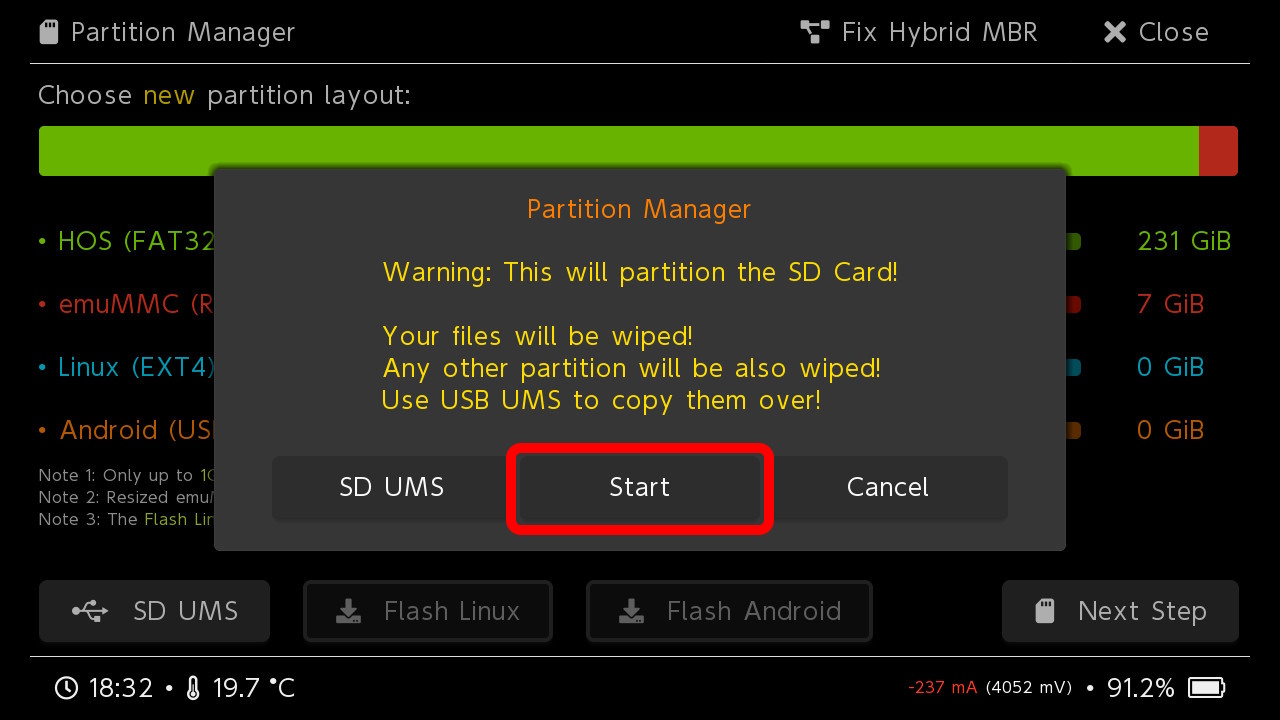 Partition Manager
Fix Hybrid MBR
Close
Choose new partition layout:
Partition Manager
Warning: This will partition the SD Card!
Your files will be wiped!
Any other partition will be also wiped!
Use USB UMS to copy them over!
SD UMS
Start
Cancel
• HOS (FAT32
231 GiB
• emuMMC (R
7 GiB
• Linux (EXT4)
0 GiB
• Android (US
0 GiB
Note 1: Only up to
Note 2: Resized emu
Note 3: The Flash Lin
SD UMS
Flash Linux
Flash Android
Next Step
18:32 • 19.7 °C
-237 mA (4052 mV) • 91.2%